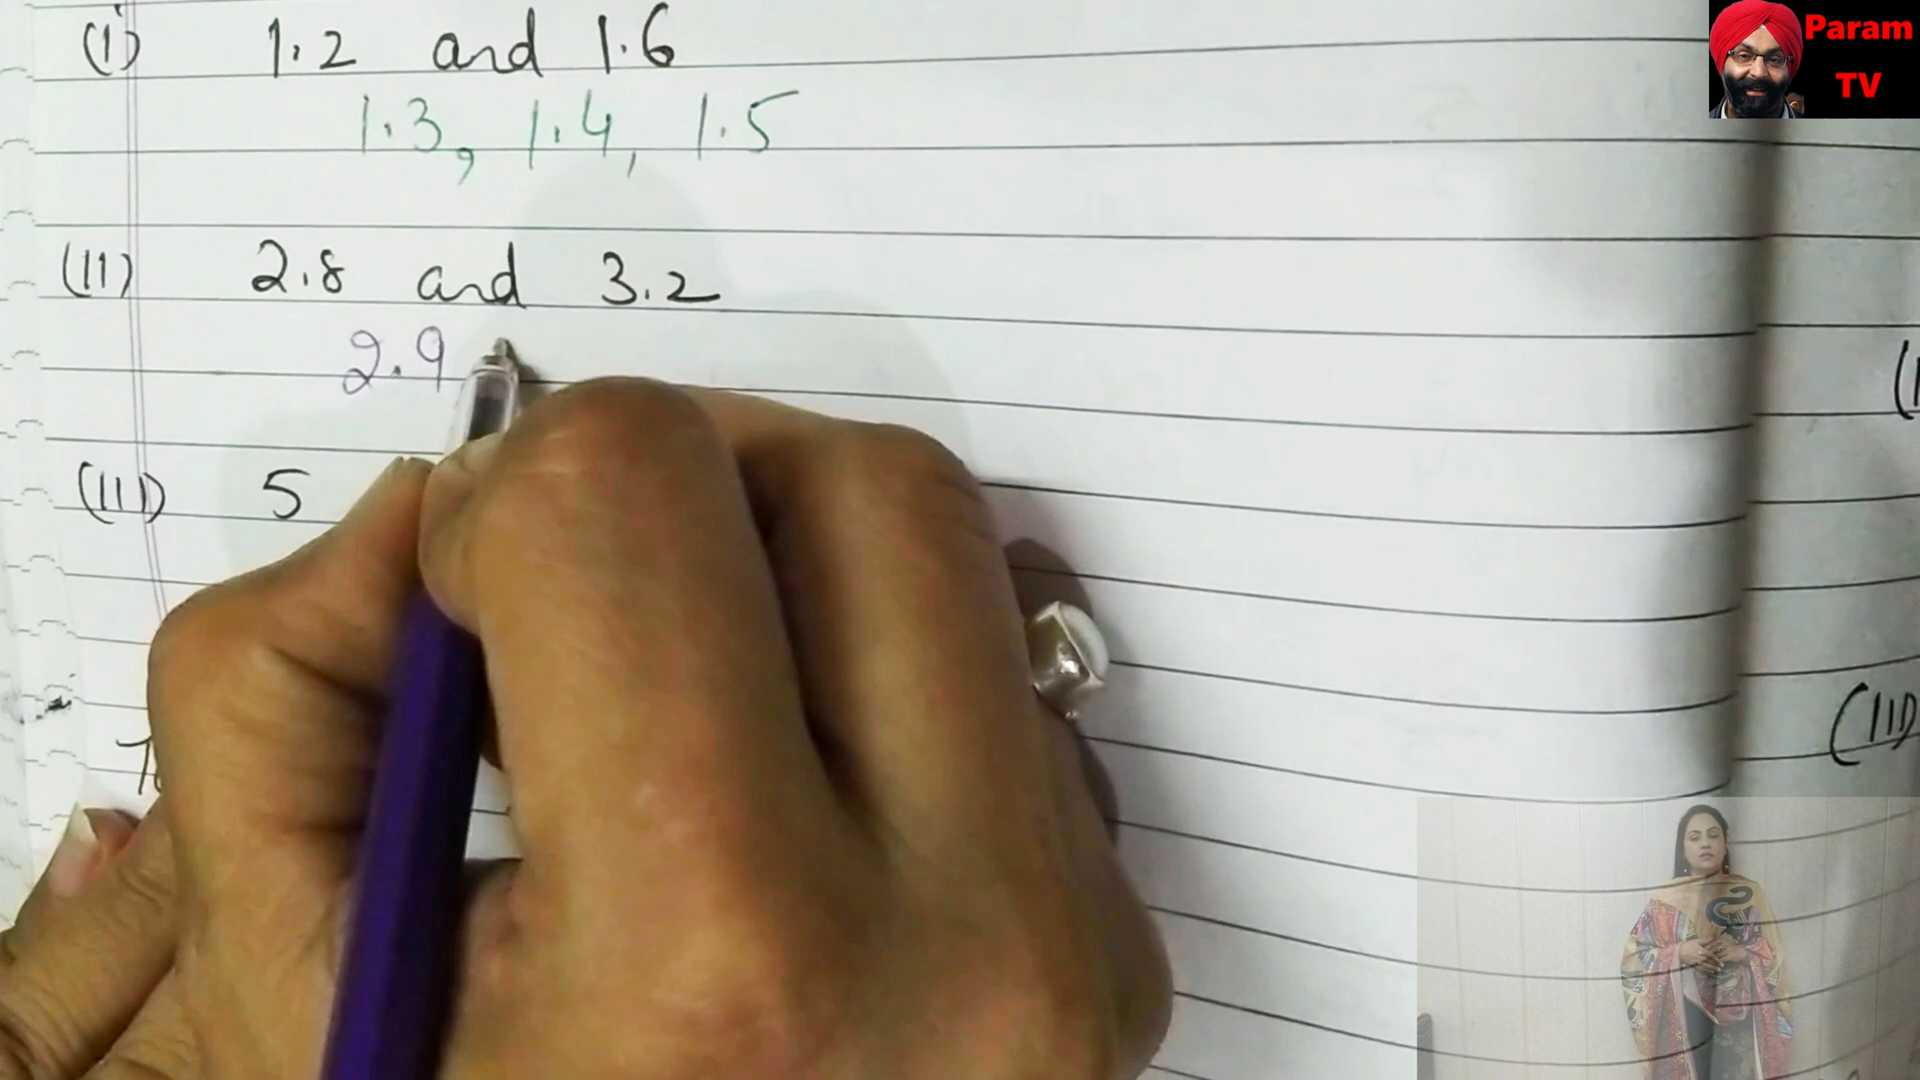 (i) 1.2 and 1.6
1.3, 1.4, 1.5
(II) 2.8 and 3.2
2.9
(III) 5
(III)
Param
TV